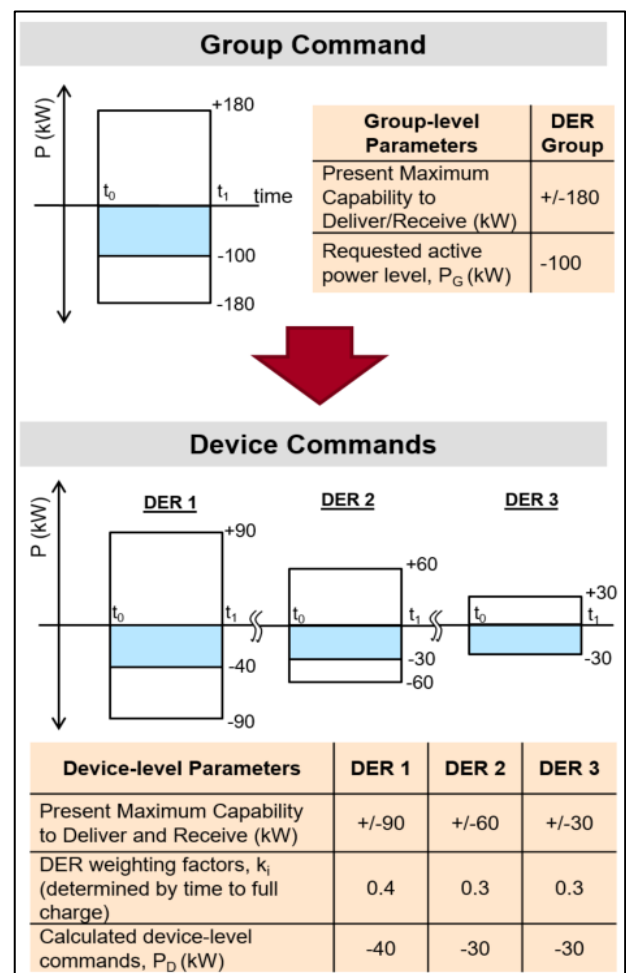 Group Command
P (kW)
+180
t₀
t₁
time
-100
-180
Group-level
Parameters
DER
Group
Present Maximum
Capability to
Deliver/Receive (kW)
+/-180
Requested active
power level, P_G (kW)
-100
Device Commands
P (kW)
DER 1
+90
t₀
t₁
-40
-90
DER 2
+60
t₀
t₁
-30
-60
DER 3
+30
t₀
t₁
-30
Device-level Parameters
DER 1
DER 2
DER 3
Present Maximum Capability
to Deliver and Receive (kW)
+/-90
+/-60
+/-30
DER weighting factors, kᵢ
(determined by time to full
charge)
0.4
0.3
0.3
Calculated device-level
commands, P_D (kW)
-40
-30
-30